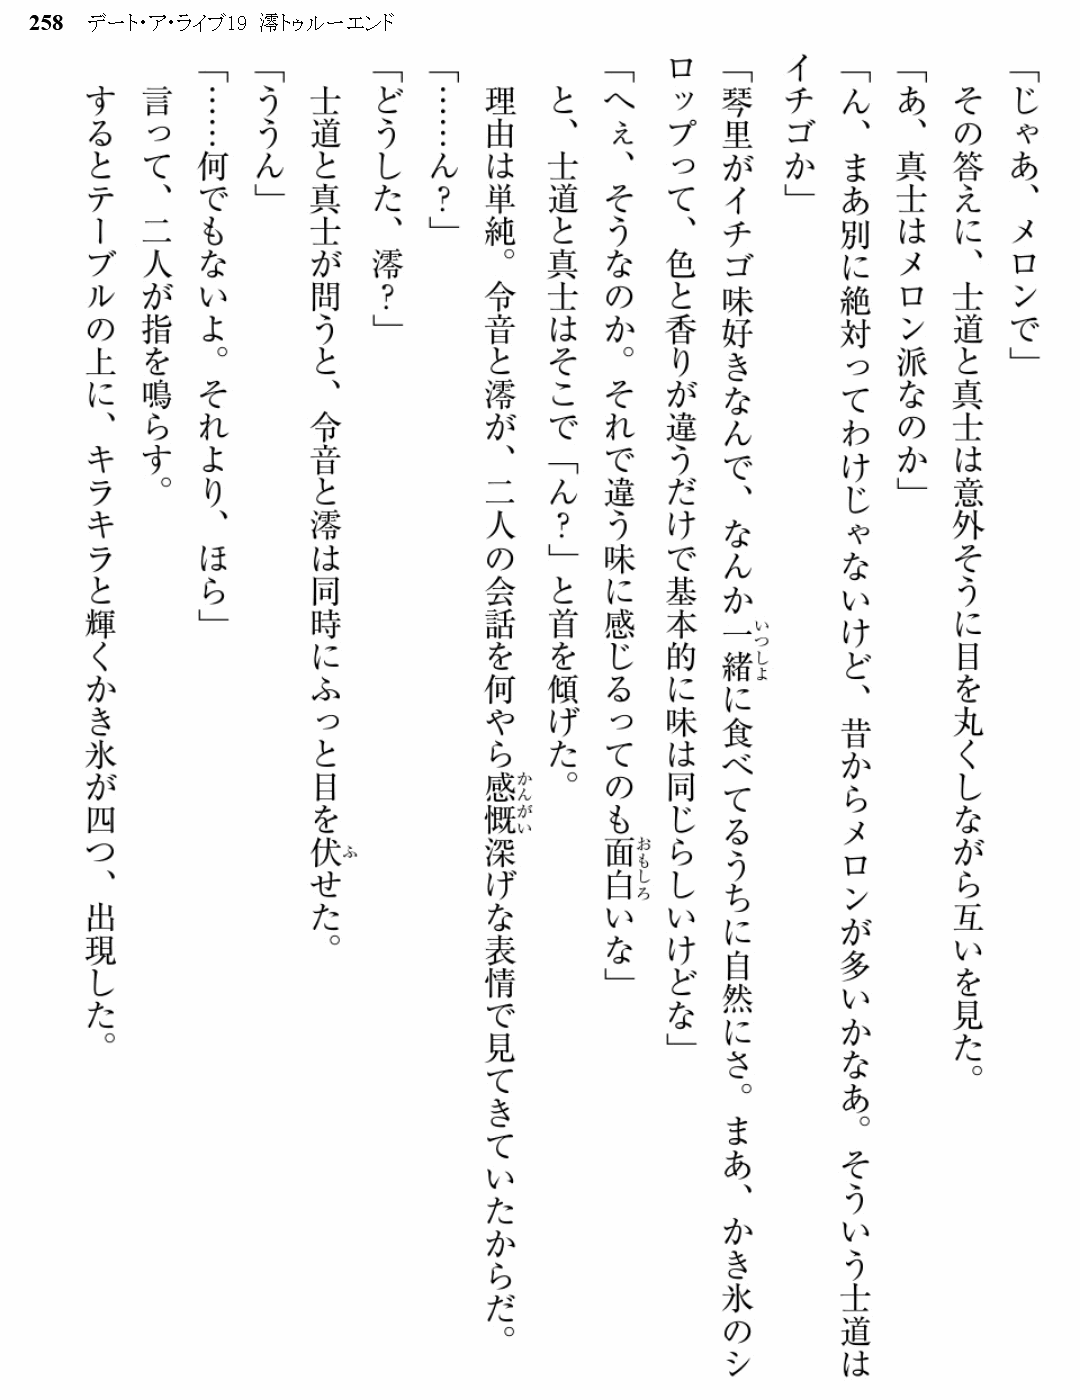 258 デート・ア・ライブ19 澪トゥルーエンド
「じゃあ、メロンで」
その答えに、士道と真士は意外そうに目を丸くしながら互いを見た。
「あ、真士はメロン派なのか」
「ん、まあ別に絶対ってわけじゃないけど、昔からメロンが多いかなあ。そういう士道は
イチゴか」
「琴里がイチゴ味好きなんで、なんか一緒に食べてるうちに自然にさ。まあ、かき氷のシ
いつしよ
ロップって、色と香りが違うだけで基本的に味は同じらしいけどな」
「へぇ、そうなのか。それで違う味に感じるってのも面白いな」
おもしろ
と、士道と真士はそこで「ん?」と首を傾げた。
理由は単純。令音と澪が、二人の会話を何やら感慨深げな表情で見てきていたからだ。
かんがい
「……ん?」
「どうした、澪?」
士道と真士が問うと、令音と澪は同時にふっと目を伏せた。
ふ
「ううん」
「……何でもないよ。それより、ほら」
言って、二人が指を鳴らす。
するとテーブルの上に、キラキラと輝くかき氷が四つ、出現した。